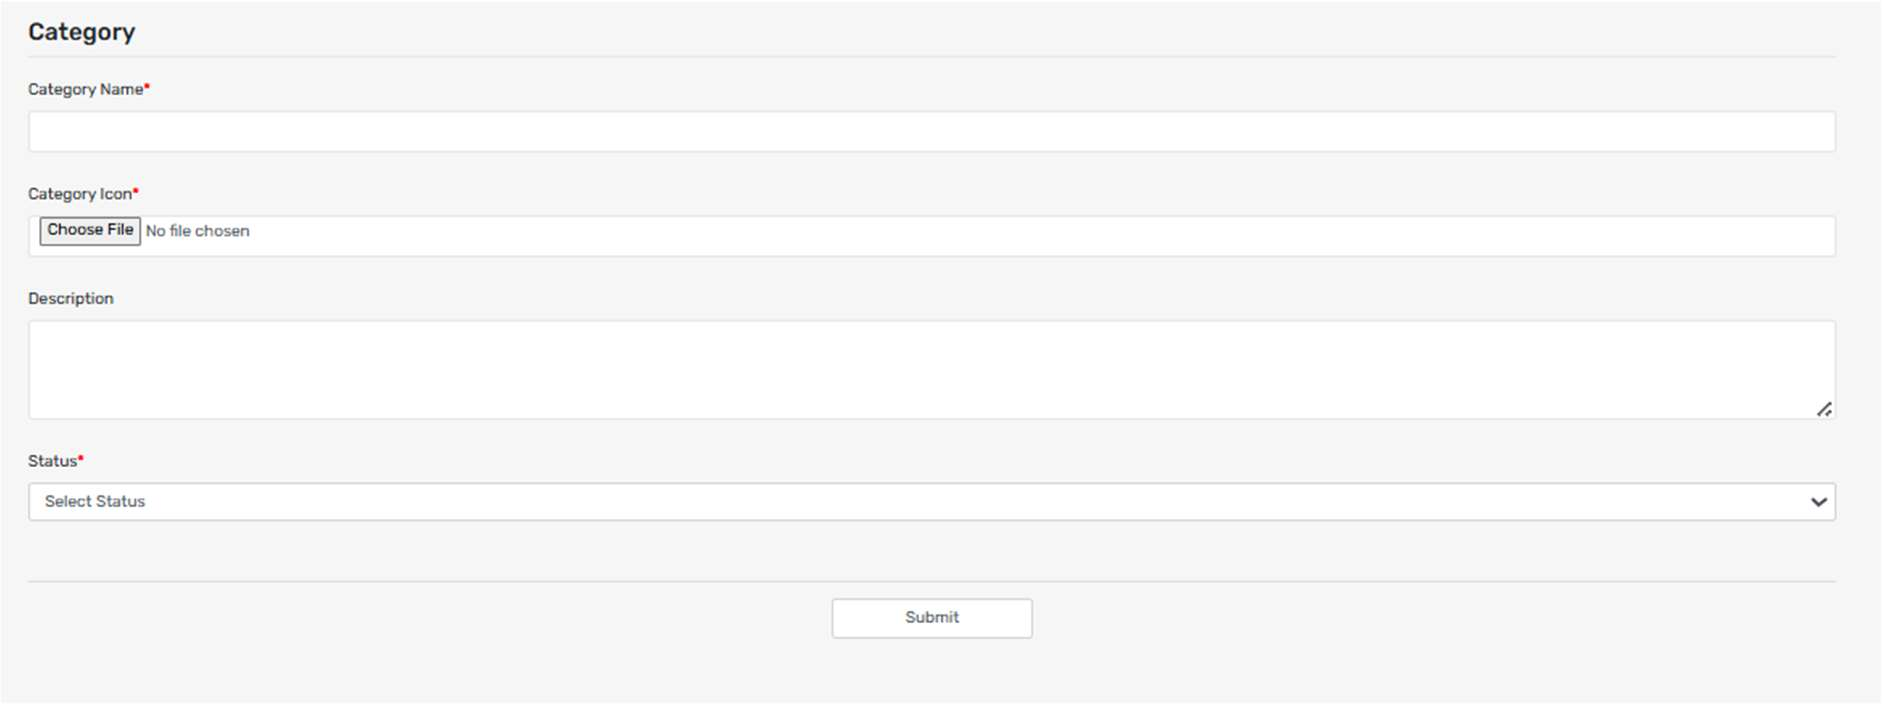 Category
Category Name*
Category Icon*
Choose File No file chosen
Description
Status*
Select Status
Submit